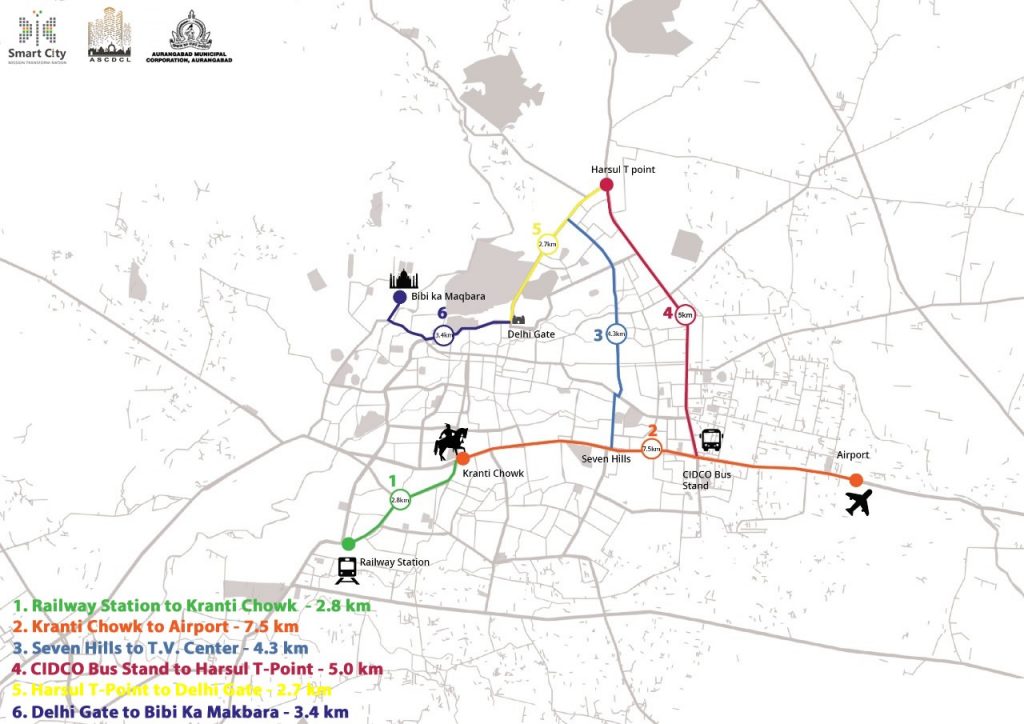 Smart City
MISSION TRANSFORM-NATION
ASCDCL
AURANGABAD MUNICIPAL
CORPORATION, AURANGABAD
Harsul T point
5
2.7km
Bibi ka Maqbara
6
3.4km
Delhi Gate
3
4.3km
4
5km
2
7.5km
Seven Hills
CIDCO Bus
Stand
Airport
Kranti Chowk
1
2.8km
Railway Station
1. Railway Station to Kranti Chowk - 2.8 km
2. Kranti Chowk to Airport - 7.5 km
3. Seven Hills to T.V. Center - 4.3 km
4. CIDCO Bus Stand to Harsul T-Point - 5.0 km
5. Harsul T-Point to Delhi Gate - 2.7 km
6. Delhi Gate to Bibi Ka Makbara - 3.4 km